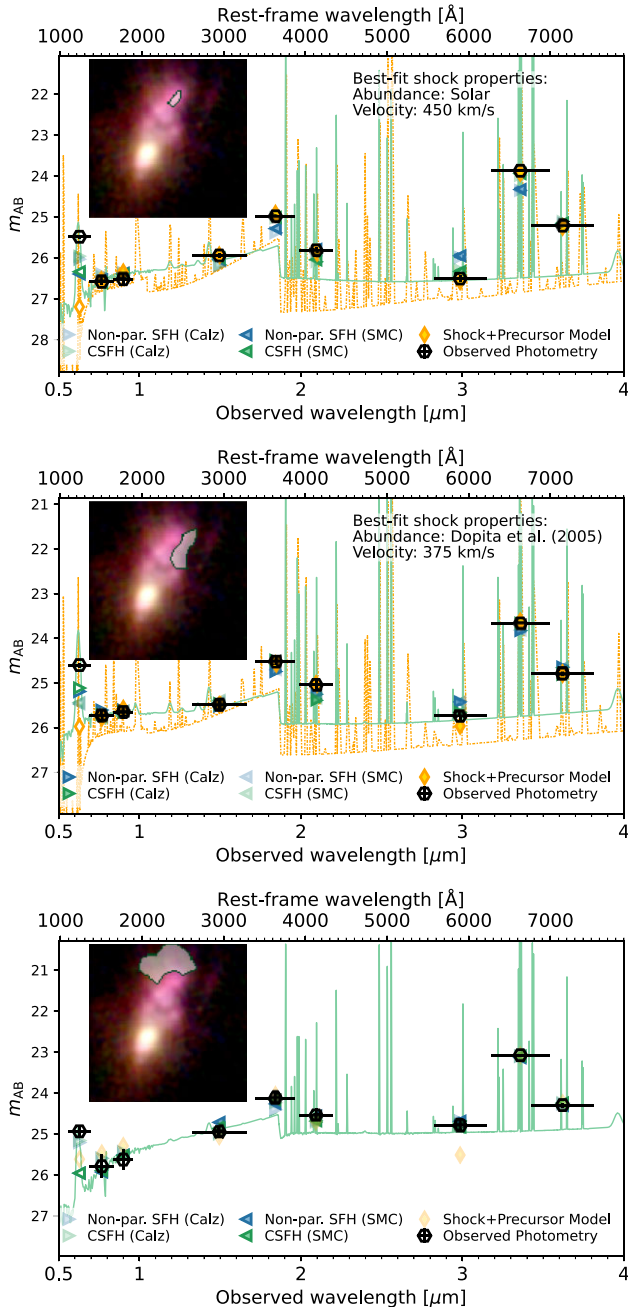 Rest-frame wavelength [Å]
1000 2000 3000 4000 5000 6000 7000
Best-fit shock properties:
Abundance: Solar
Velocity: 450 km/s
22
23
24
25
26
27
28
m_AB
Non-par. SFH (Calz) Non-par. SFH (SMC) Shock+Precursor Model
CSFH (Calz) CSFH (SMC) Observed Photometry
0.5 1 2 3 4
Observed wavelength [μm]
Rest-frame wavelength [Å]
1000 2000 3000 4000 5000 6000 7000
Best-fit shock properties:
Abundance: Dopita et al. (2005)
Velocity: 375 km/s
21
22
23
24
25
26
27
m_AB
Non-par. SFH (Calz) Non-par. SFH (SMC) Shock+Precursor Model
CSFH (Calz) CSFH (SMC) Observed Photometry
0.5 1 2 3 4
Observed wavelength [μm]
Rest-frame wavelength [Å]
1000 2000 3000 4000 5000 6000 7000
21
22
23
24
25
26
27
m_AB
Non-par. SFH (Calz) Non-par. SFH (SMC) Shock+Precursor Model
CSFH (Calz) CSFH (SMC) Observed Photometry
0.5 1 2 3 4
Observed wavelength [μm]